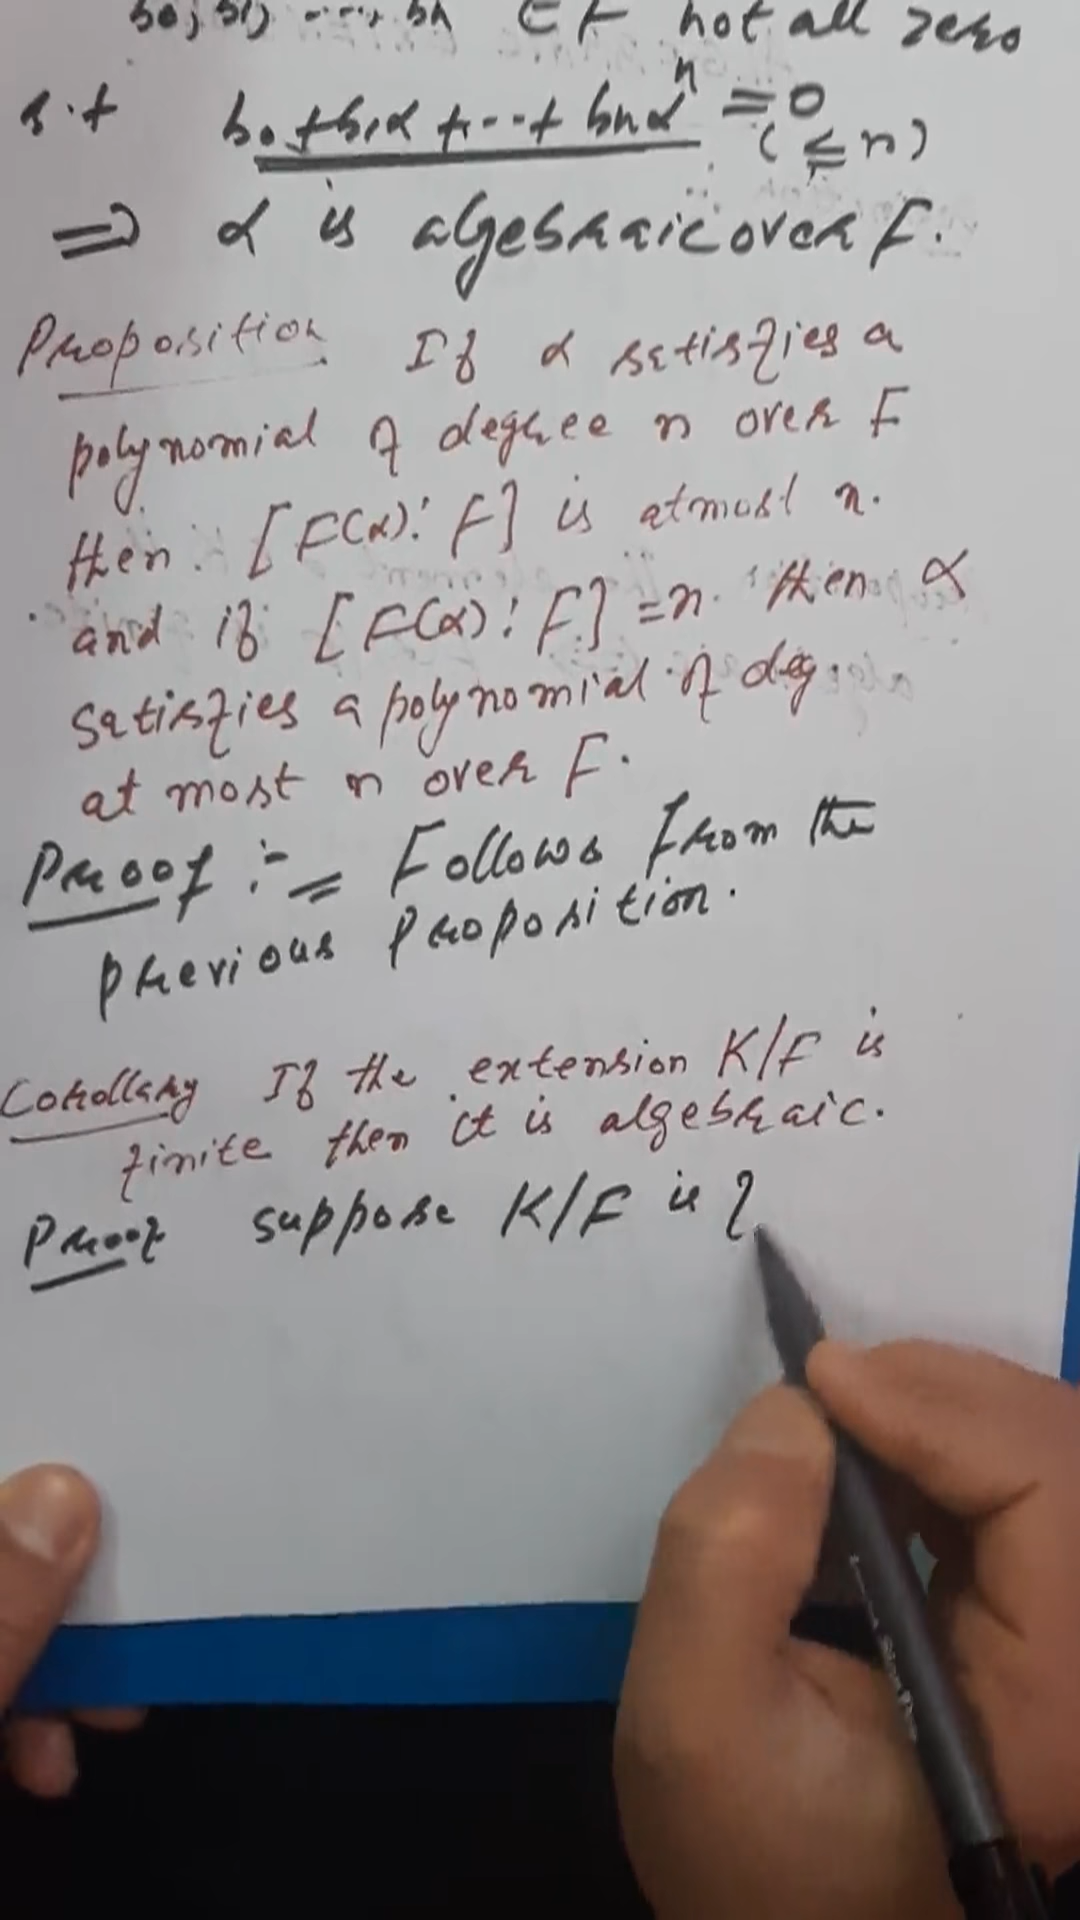 b0, b1, ...., bn ∈ F not all zero
s.t b0+b1α+...+bnα^n = 0
(≤n)
⇒ α is algebraic over F.
Proposition If α satisfies a
polynomial of degree n over F
then [F(α): F] is atmost n.
and if [F(α): F] = n. then α
satisfies a polynomial of deg.
at most n over F.
Proof :- = Follows from the
previous proposition.
Corollary If the extension K/F is
finite then it is algebraic.
Proof suppose K/F is